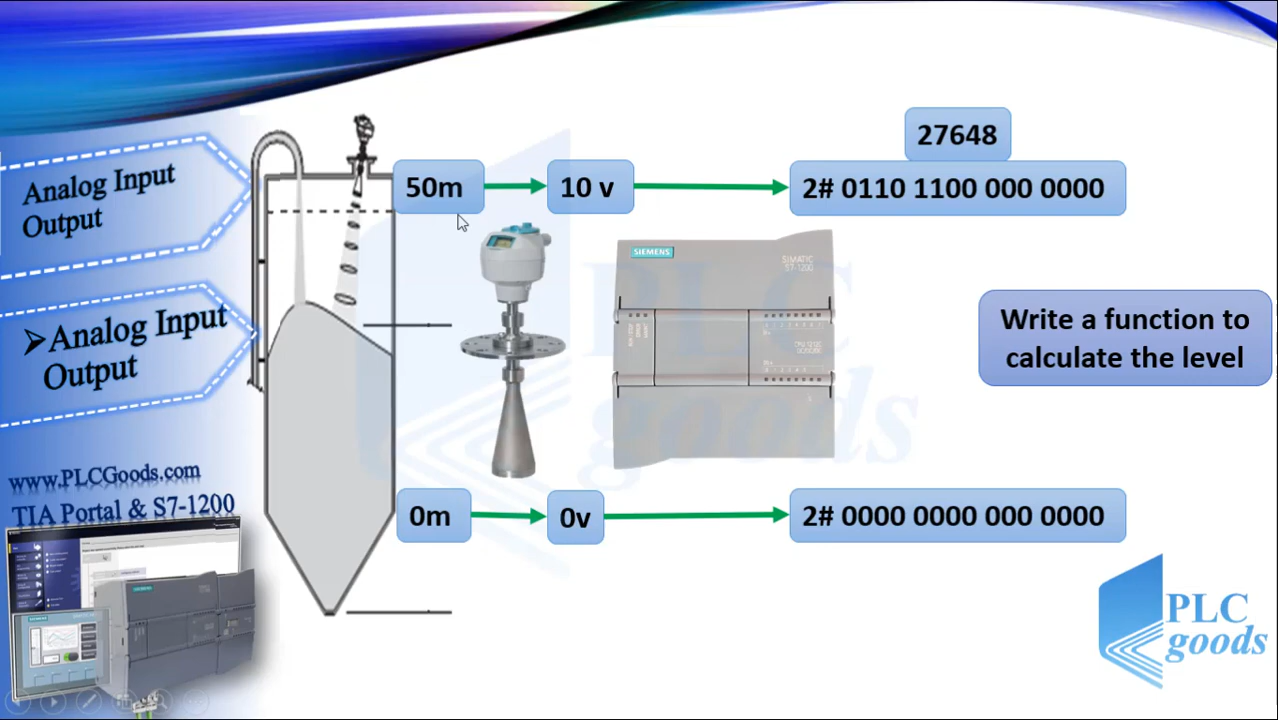 Analog Input
Output
➢Analog Input
Output
www.PLCGoods.com
TIA Portal & S7-1200
50m
10 v
27648
2# 0110 1100 000 0000
SIEMENS
SIMATIC
S7-1200
Write a function to
calculate the level
0m
0v
2# 0000 0000 000 0000
PLC
goods
PLC
goods